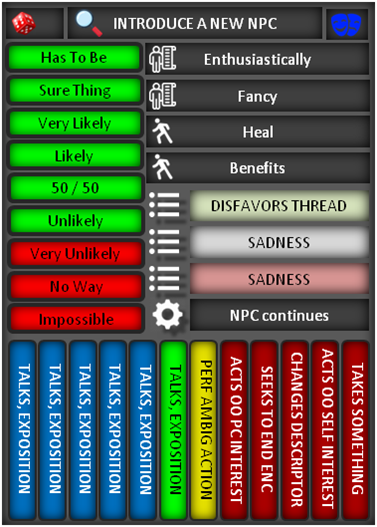 INTRODUCE A NEW NPC
Has To Be
Sure Thing
Very Likely
Likely
50 / 50
Unlikely
Very Unlikely
No Way
Impossible
Enthusiastically
Fancy
Heal
Benefits
DISFAVORS THREAD
SADNESS
SADNESS
NPC continues
TALKS, EXPOSITION
TALKS, EXPOSITION
TALKS, EXPOSITION
TALKS, EXPOSITION
TALKS, EXPOSITION
TALKS, EXPOSITION
PERF AMBIG ACTION
ACTS OO PC INTEREST
SEEKS TO END ENC
CHANGES DESCRIPTOR
ACTS OO SELF INTEREST
TAKES SOMETHING